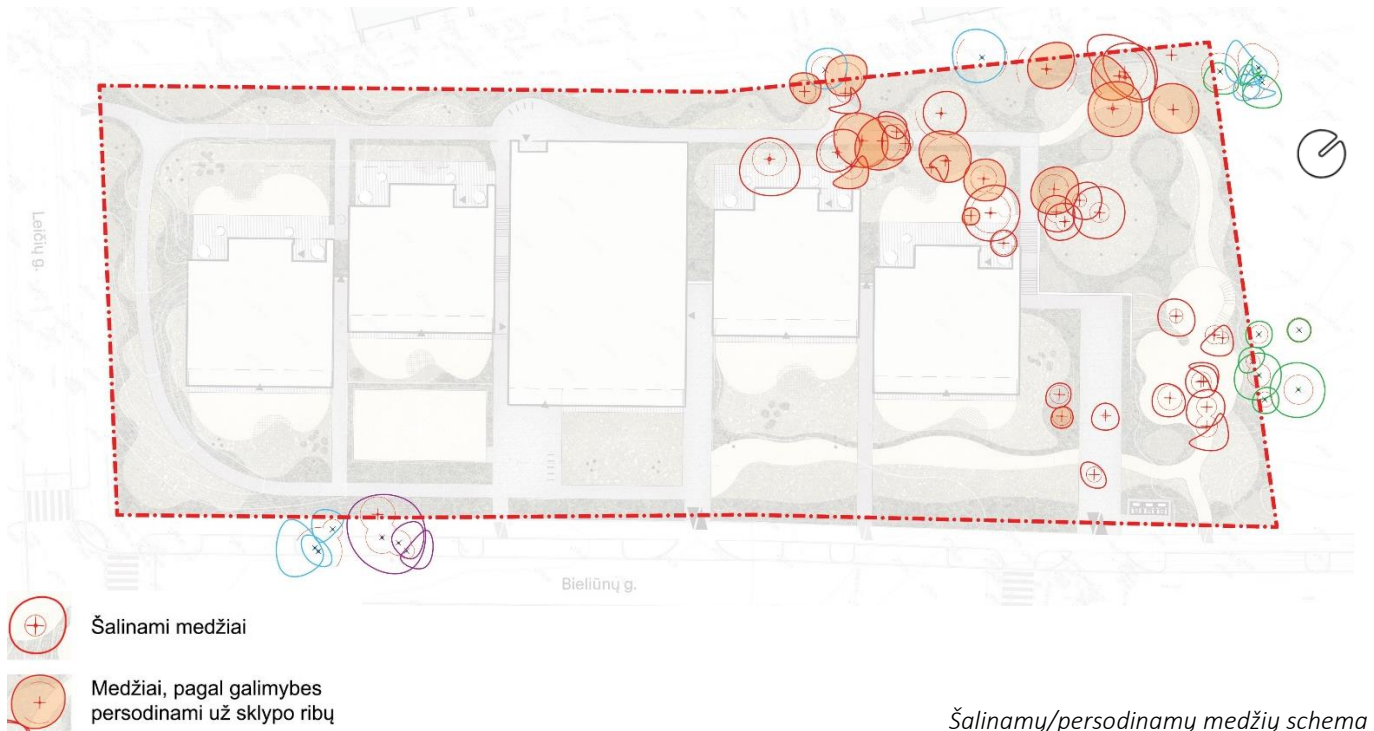 Leičių g.
Bieliūnų g.
Šalinami medžiai
Medžiai, pagal galimybes
persodinami už sklypo ribų
Šalinamų/persodinamų medžių schema